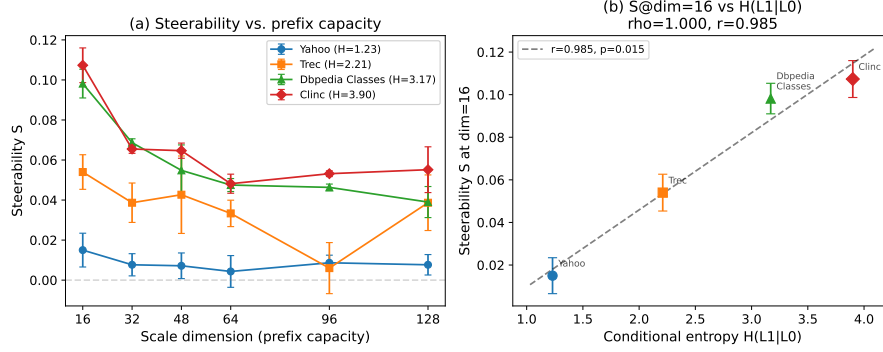 (a) Steerability vs. prefix capacity
Steerability S
0.12
0.10
0.08
0.06
0.04
0.02
0.00
16
32
48
64
96
128
Scale dimension (prefix capacity)
Yahoo (H=1.23)
Trec (H=2.21)
Dbpedia Classes (H=3.17)
Clinc (H=3.90)
(b) S@dim=16 vs H(L1|L0)
rho=1.000, r=0.985
Steerability S at dim=16
0.12
0.10
0.08
0.06
0.04
0.02
1.0
1.5
2.0
2.5
3.0
3.5
4.0
Conditional entropy H(L1|L0)
r=0.985, p=0.015
Yahoo
Trec
Dbpedia
Classes
Clinc